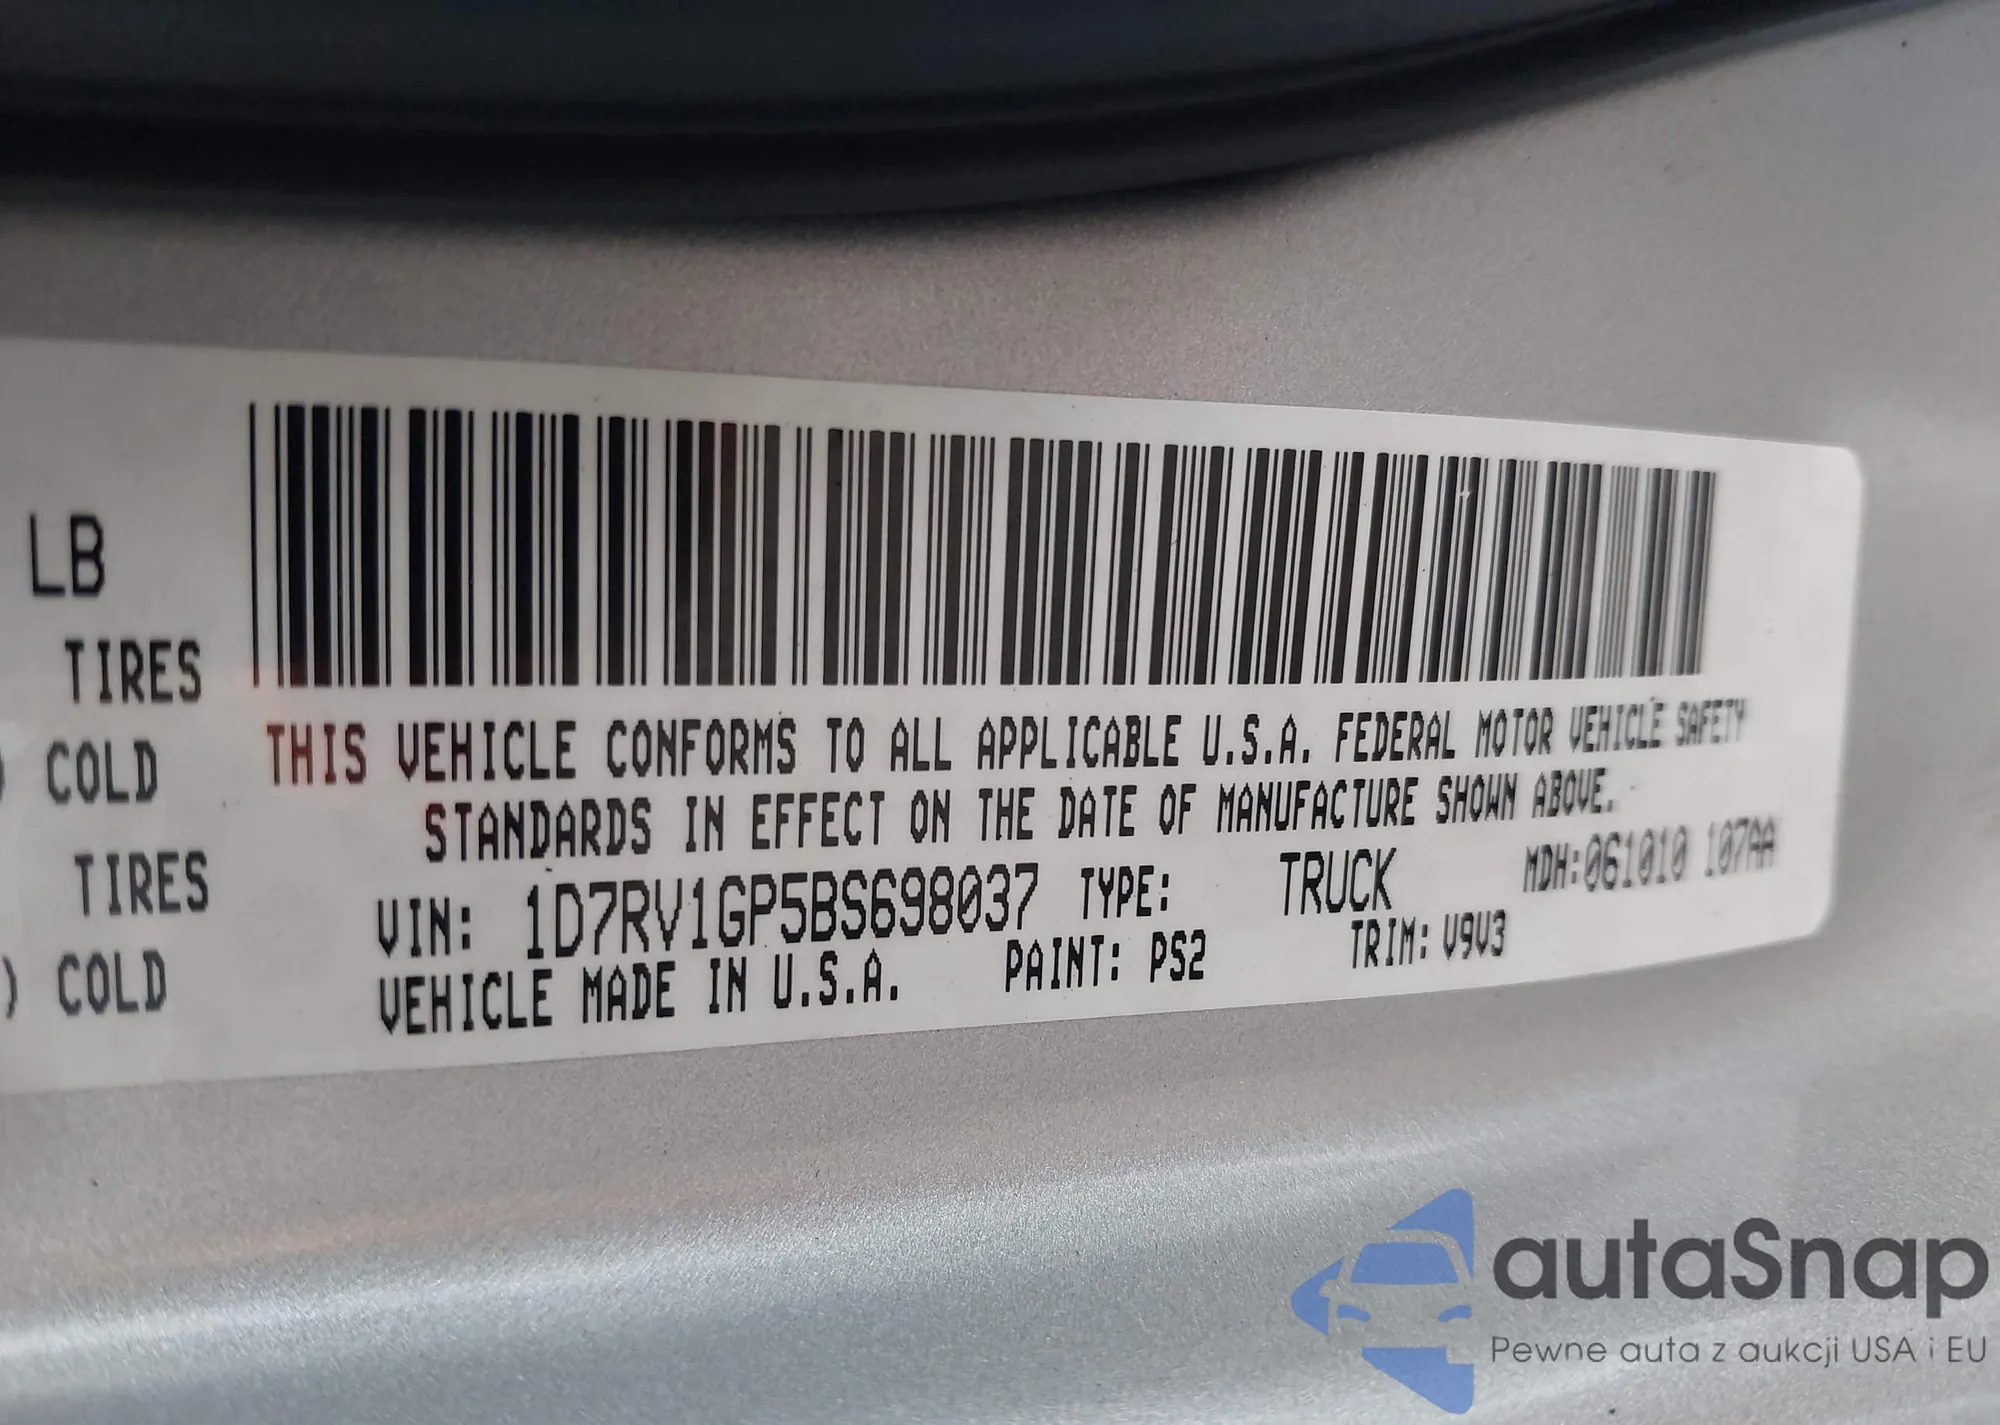 LB
TIRES
) COLD
TIRES
) COLD
THIS VEHICLE CONFORMS TO ALL APPLICABLE U.S.A. FEDERAL MOTOR VEHICLE SAFETY
STANDARDS IN EFFECT ON THE DATE OF MANUFACTURE SHOWN ABOVE.
VIN: 1D7RV1GP5BS698037 TYPE: TRUCK MDH:061010 107AA
VEHICLE MADE IN U.S.A. PAINT: PS2 TRIM: V9V3
autaSnap
Pewne auta z aukcji USA i EU